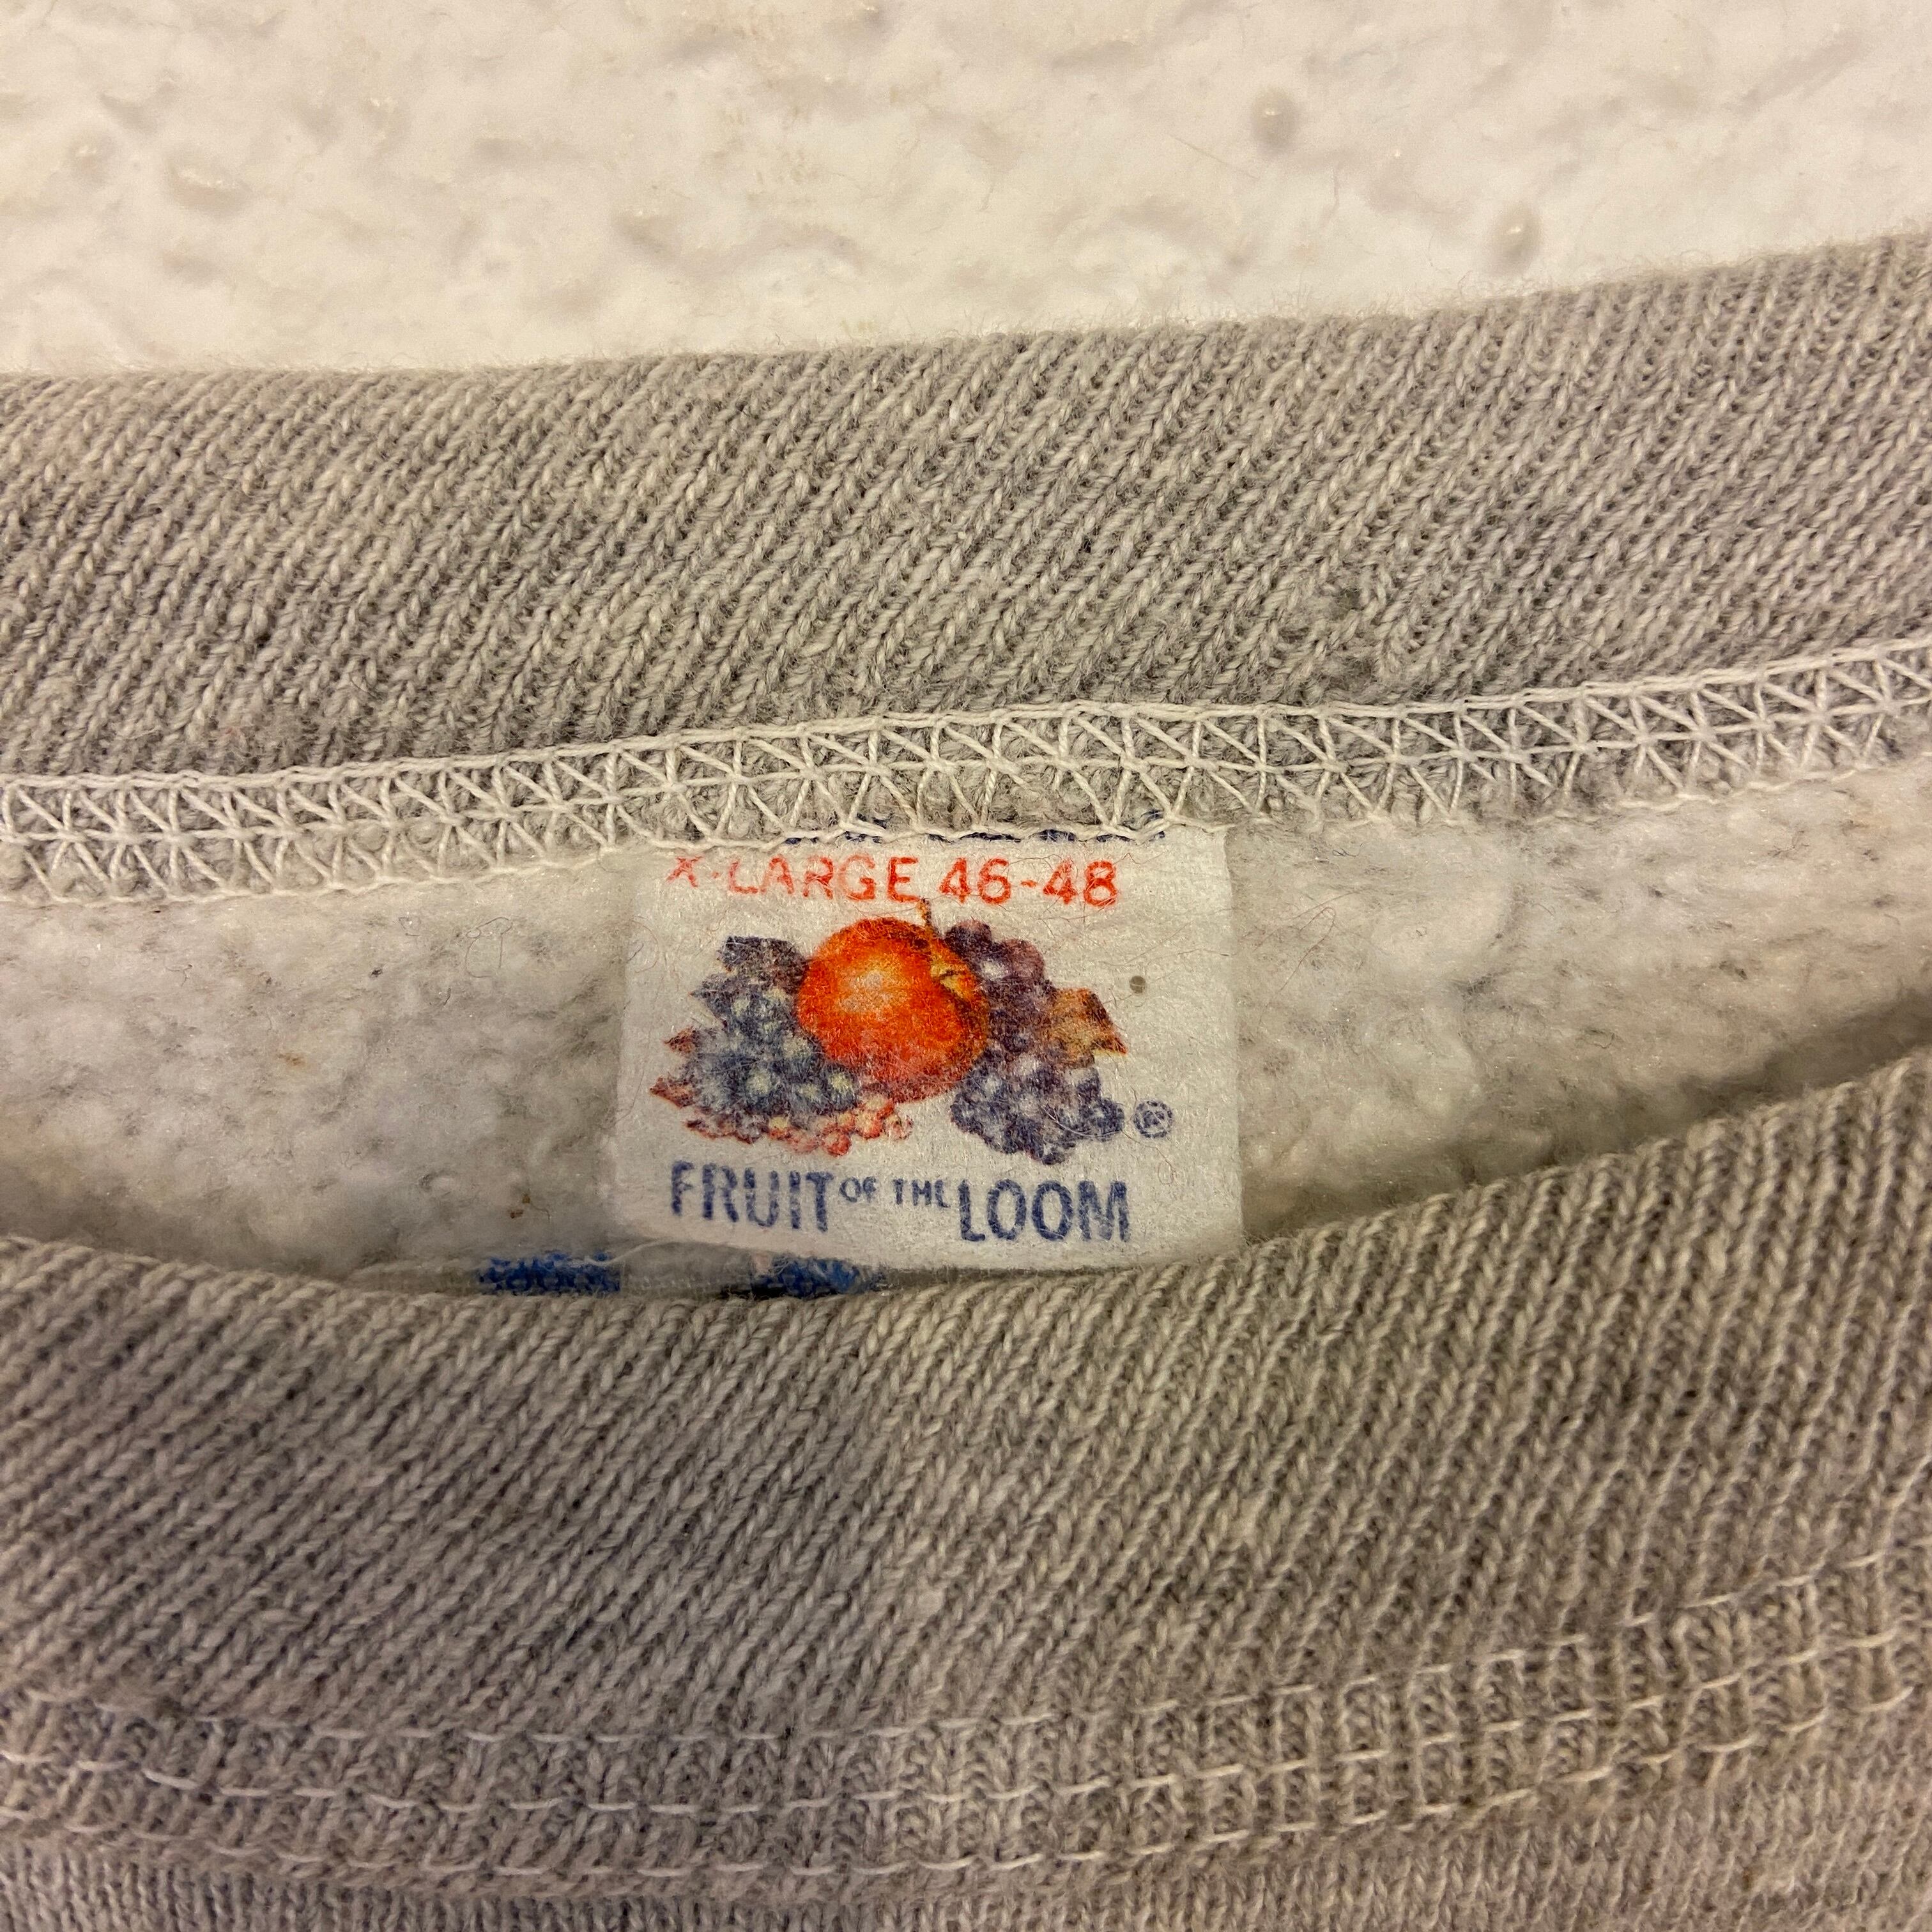 X-LARGE 46-48
®
FRUIT OF THE LOOM